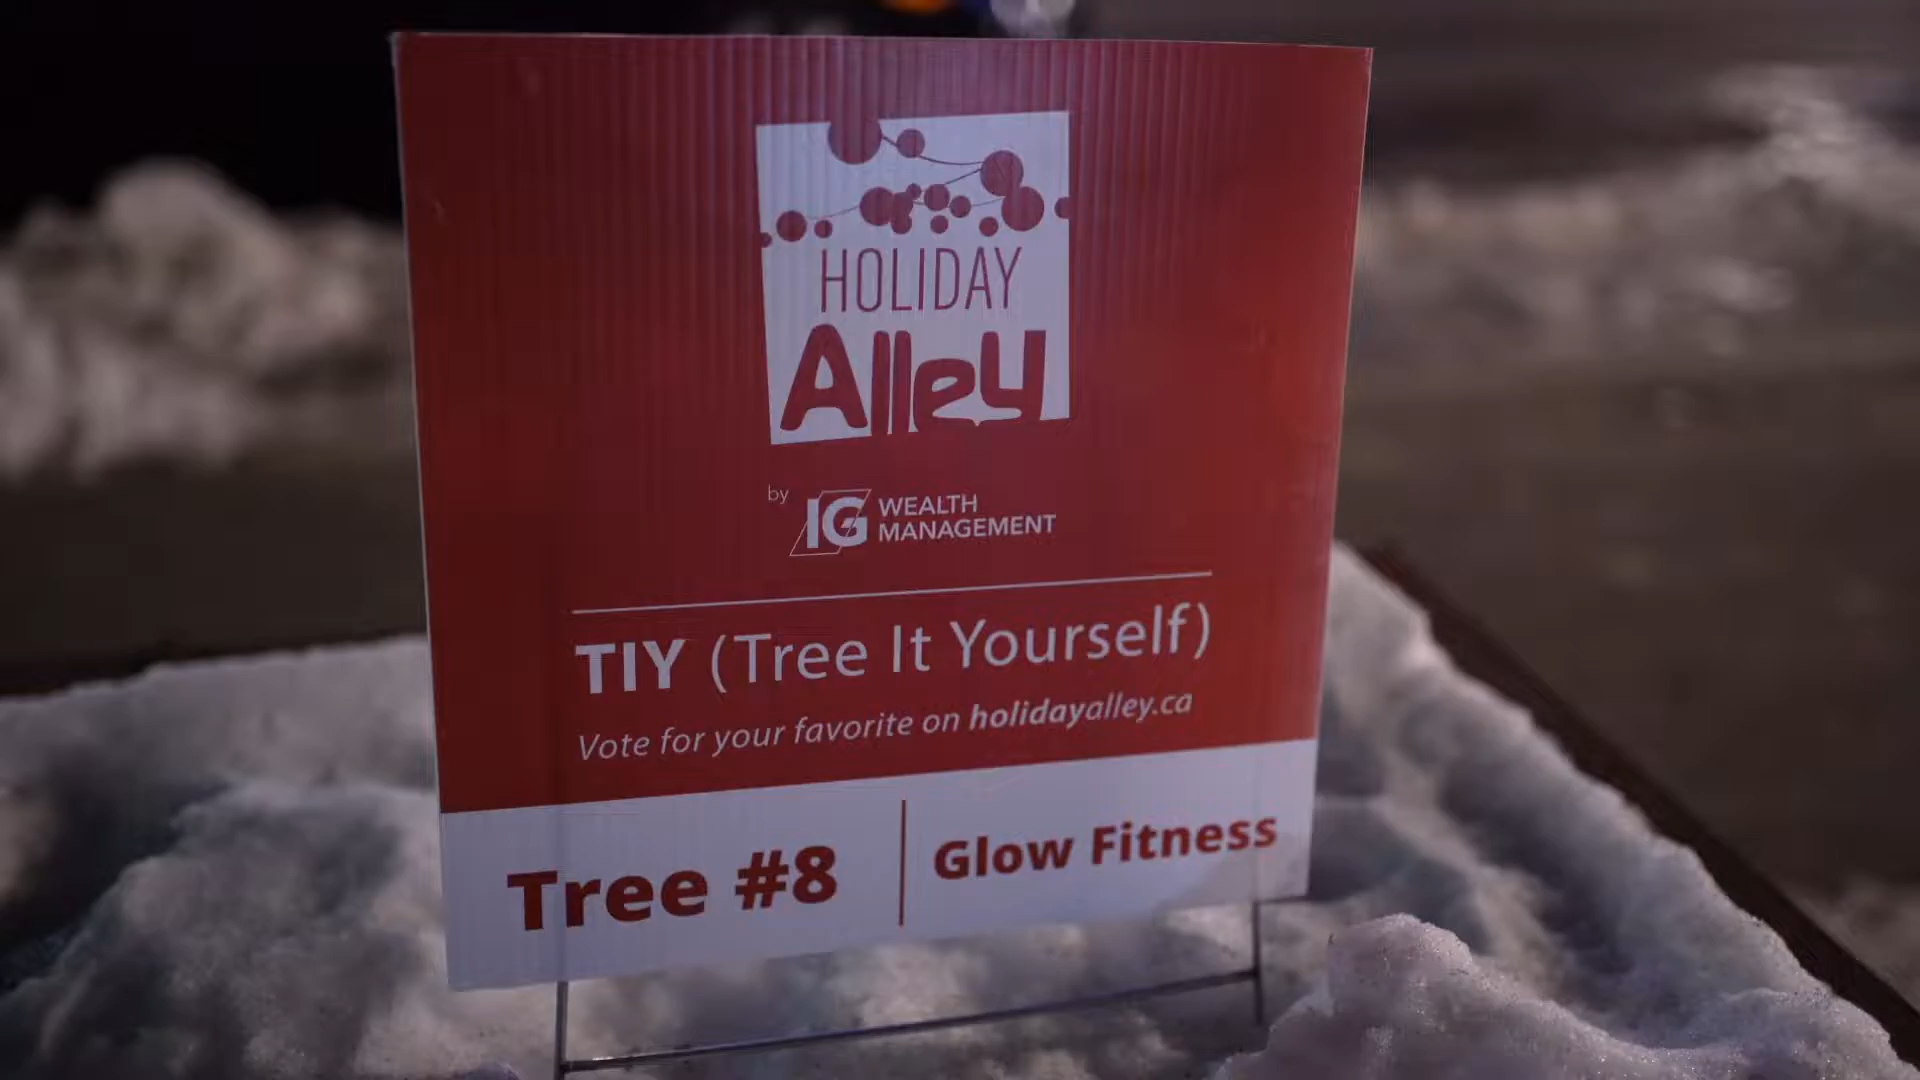 HOLIDAY
Alley
by IG WEALTH
MANAGEMENT
TIY (Tree It Yourself)
Vote for your favorite on holidayalley.ca
Tree #8 | Glow Fitness